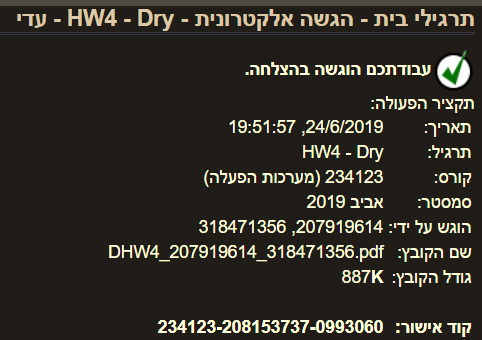 תרגילי בית - הגשה אלקטרונית - HW4 - Dry - עדי
עבודתכם הוגשה בהצלחה.
תקציר הפעולה:
תאריך: 24/6/2019, 19:51:57
תרגיל: HW4 - Dry
קורס: 234123 (מערכות הפעלה)
סמסטר: אביב 2019
הוגש על ידי: 207919614, 318471356
שם הקובץ: DHW4_207919614_318471356.pdf
גודל הקובץ: 887K
קוד אישור: 234123-208153737-0993060